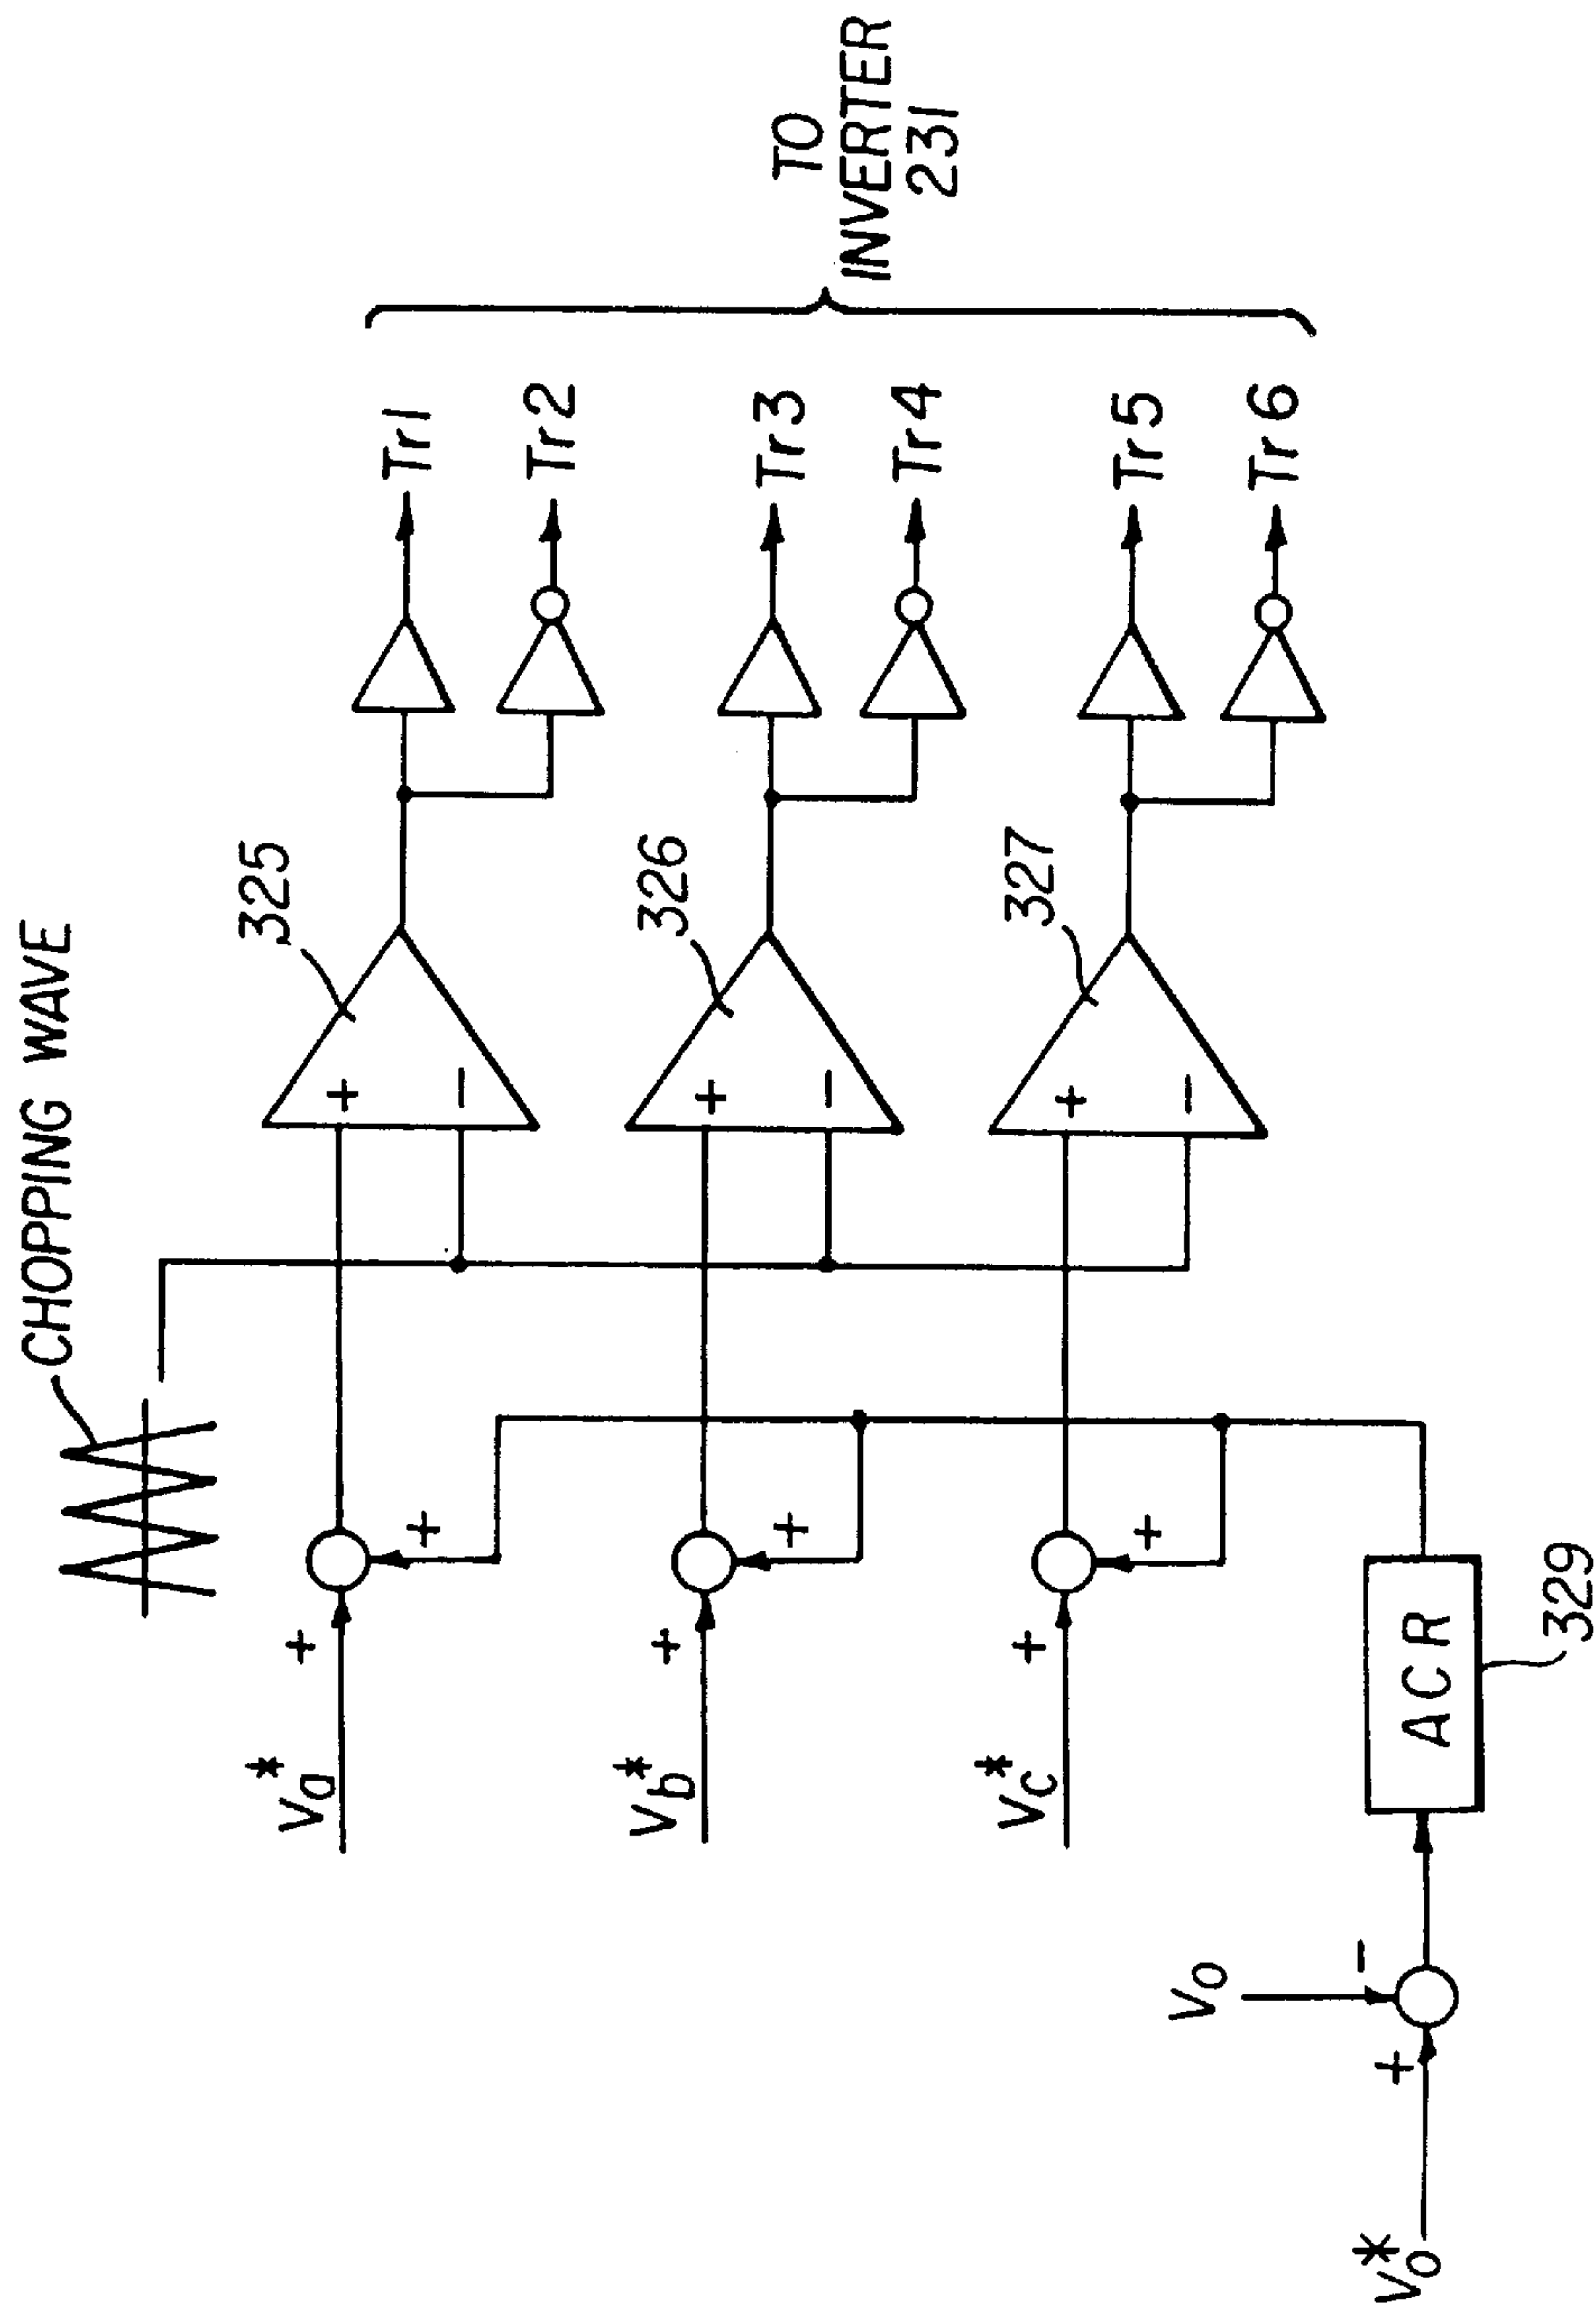 CHOPPING WAVE
325
326
327
va*
vb*
vc*
+
+
+
+
+
+
+
−
+
−
+
−
Tr1
Tr2
Tr3
Tr4
Tr5
Tr6
TO
INVERTER
231
vo*
+
vo
−
ACR
329